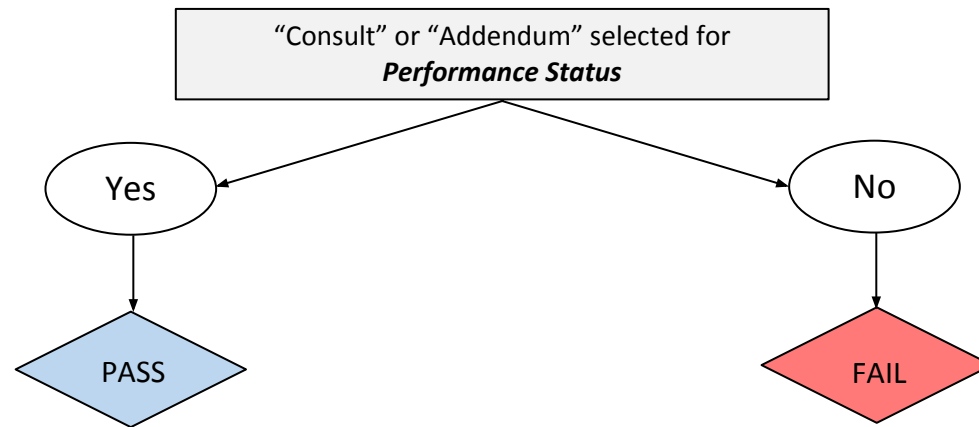 “Consult” or “Addendum” selected for
Performance Status
Yes
No
PASS
FAIL